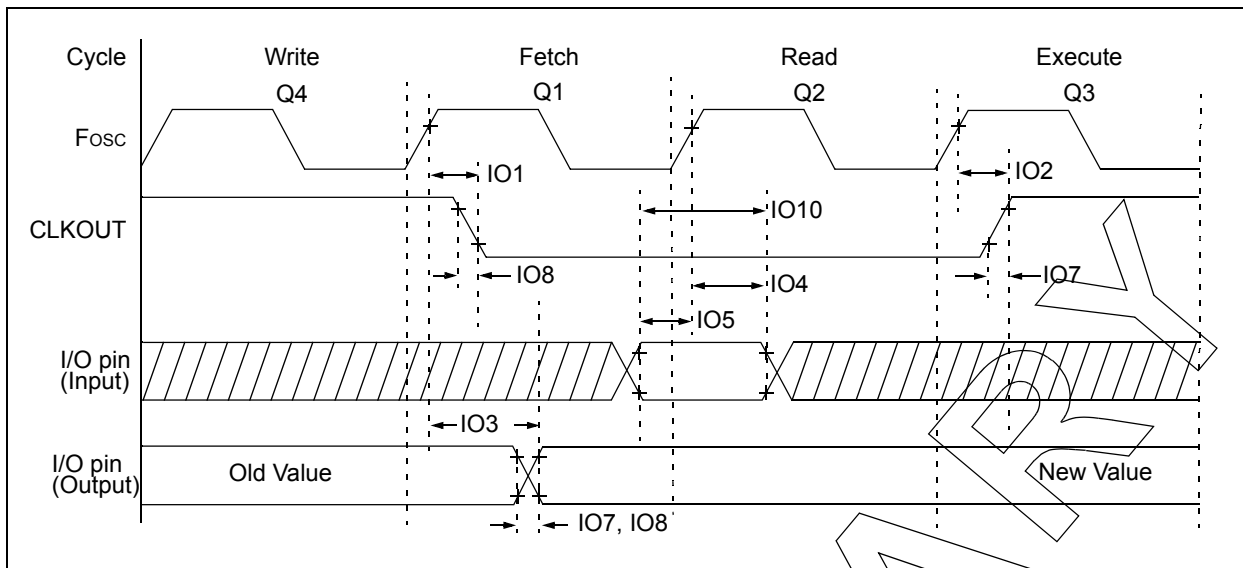 Cycle Write Fetch Read Execute
Q4 Q1 Q2 Q3
Fosc
IO1 IO2
CLKOUT
IO10
IO8 IO4 IO7
IO5
I/O pin
(Input)
IO3
I/O pin
(Output)
Old Value New Value
IO7, IO8